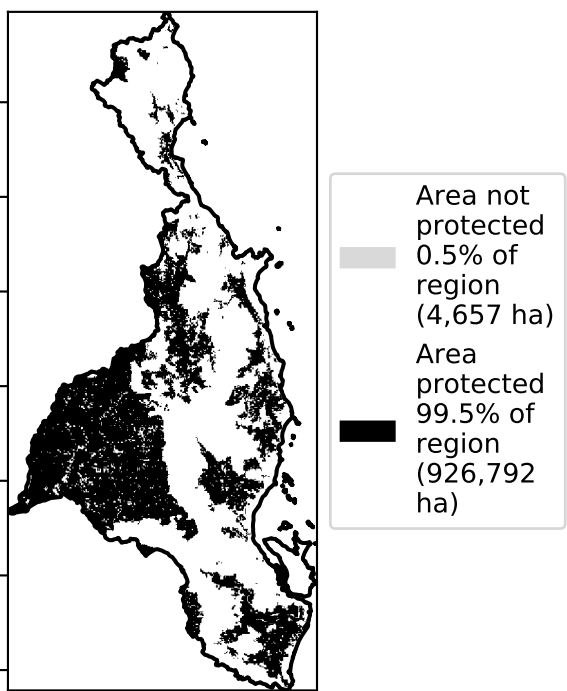 Area not
protected
0.5% of
region
(4,657 ha)
Area
protected
99.5% of
region
(926,792
ha)